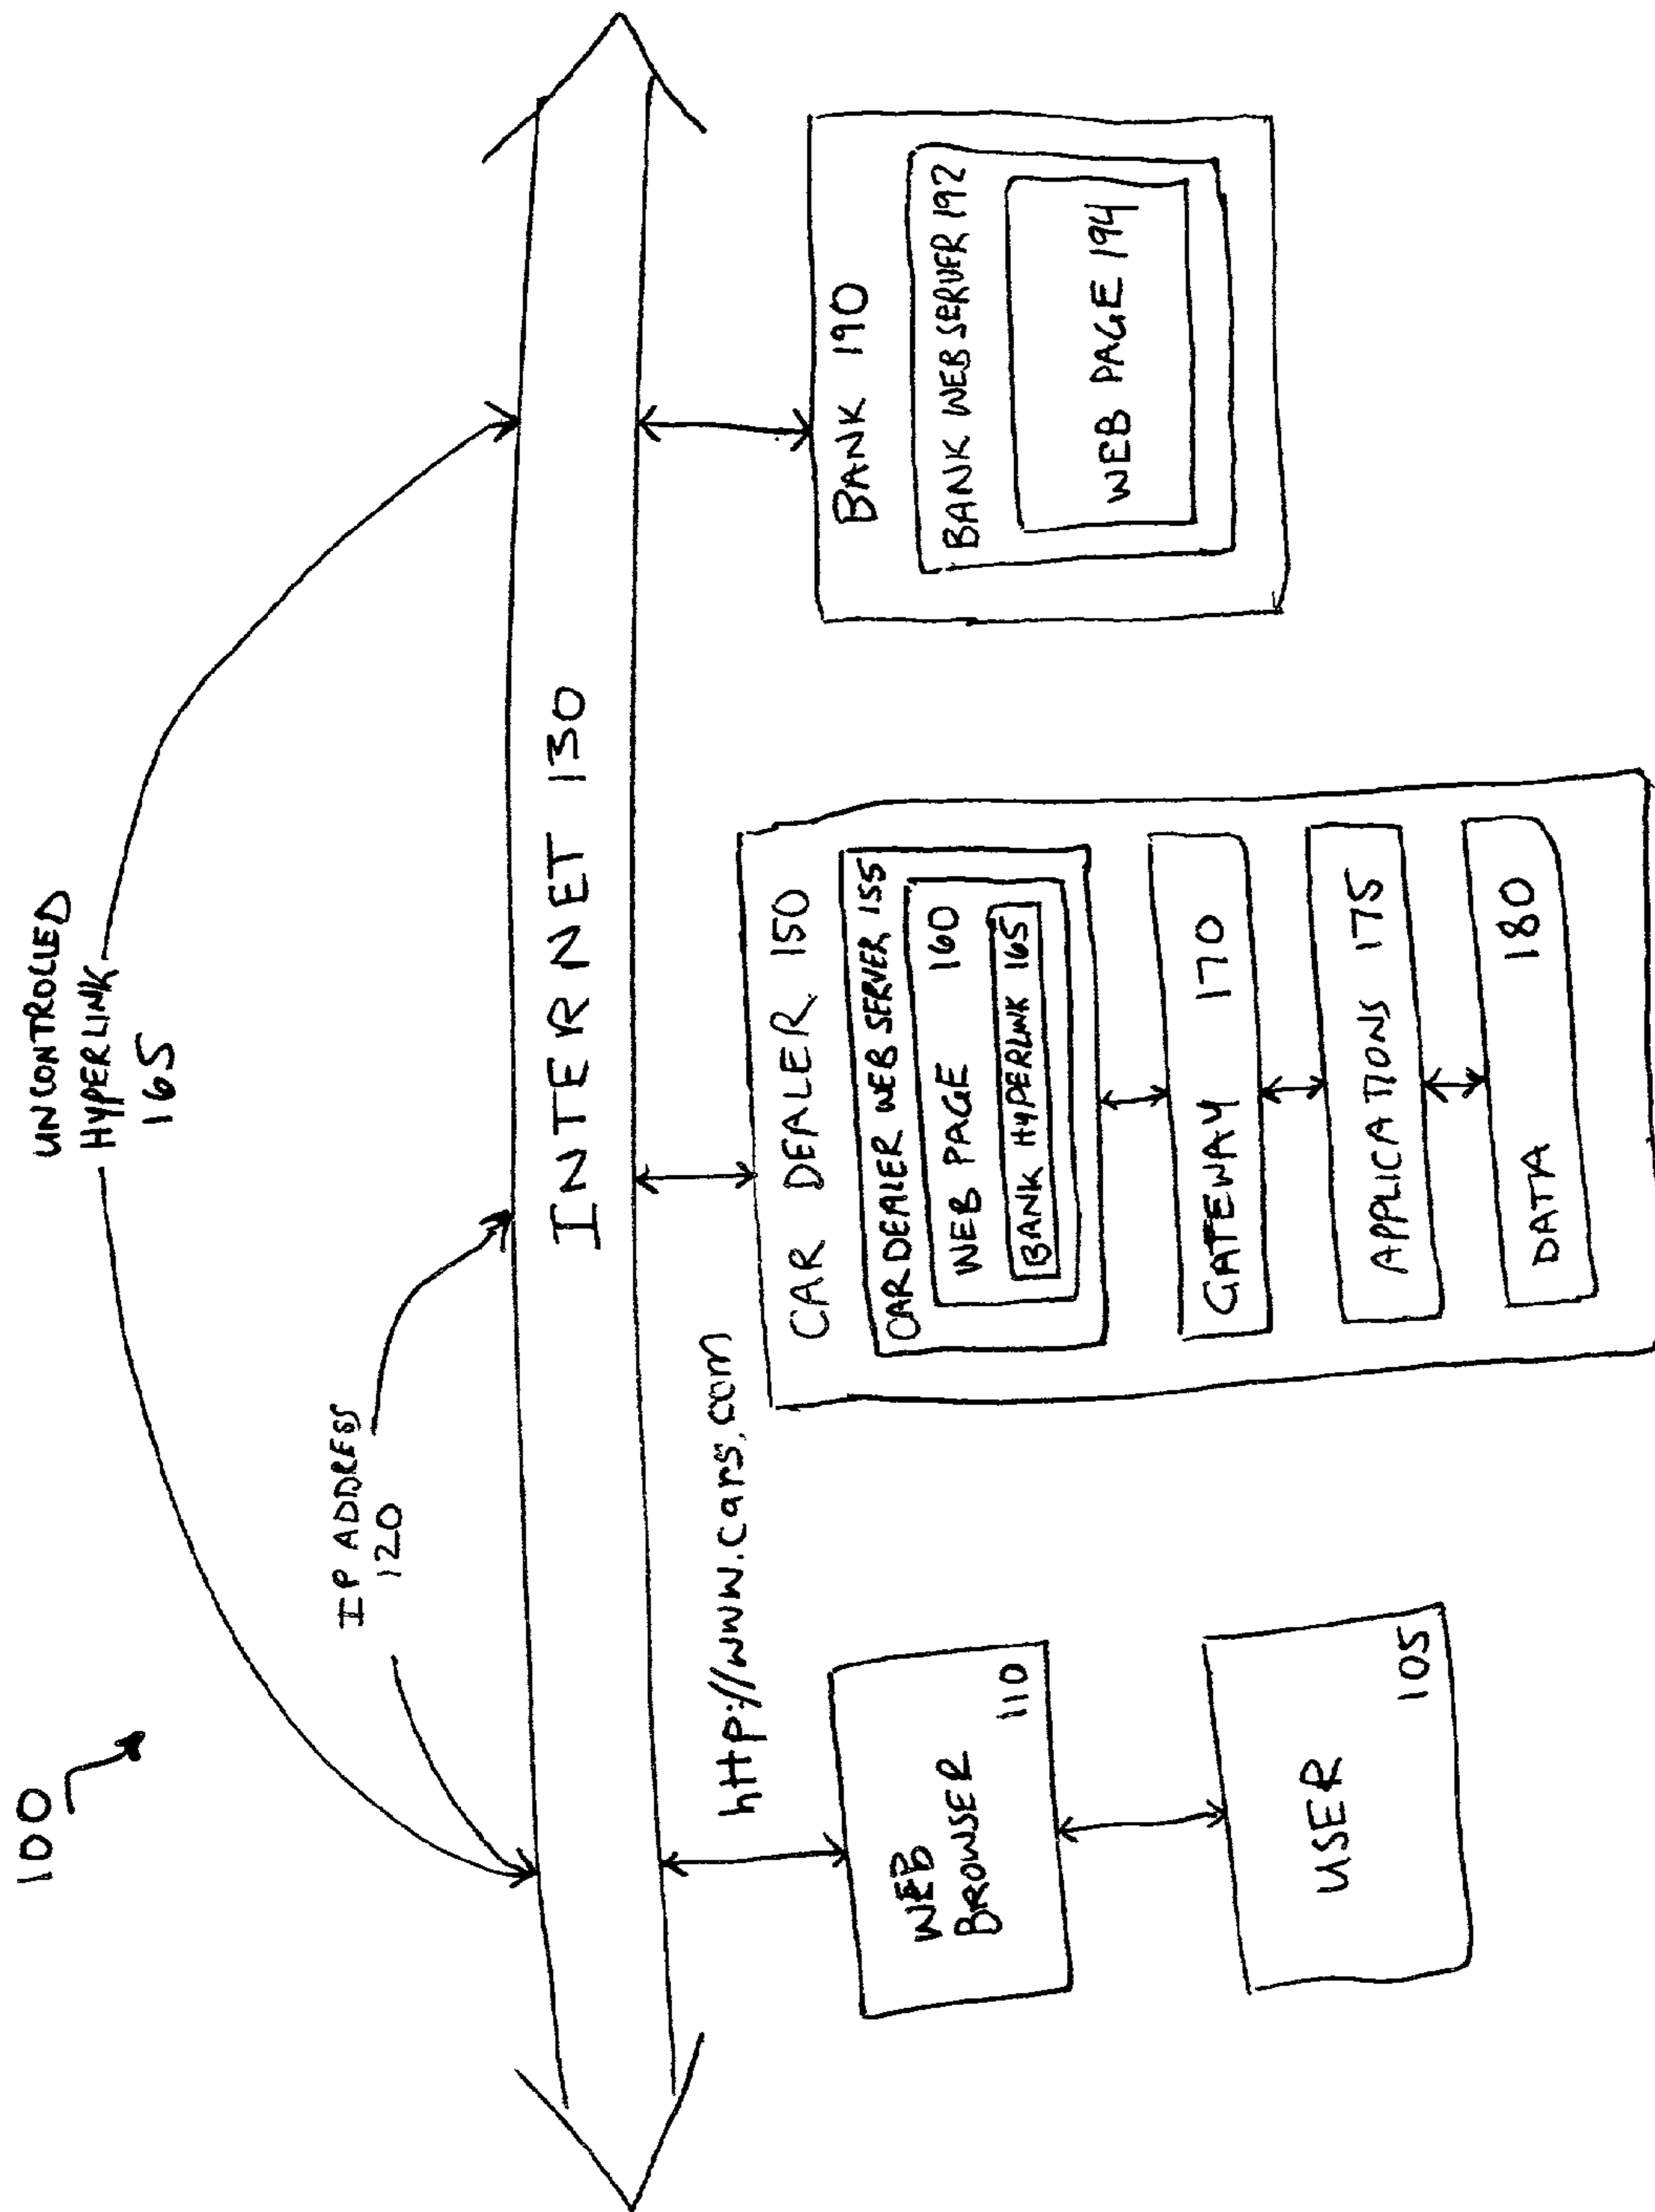 100
UNCONTROLLED
HYPERLINK
165
IP ADDRESS
120
INTERNET 130
http://www.cars.com
WEB
BROWSER
110
USER
105
CAR DEALER 150
CAR DEALER WEB SERVER 155
WEB PAGE 160
BANK HYPERLINK 165
GATEWAY 170
APPLICATIONS 175
DATA 180
BANK 190
BANK WEB SERVER 192
WEB PAGE 194